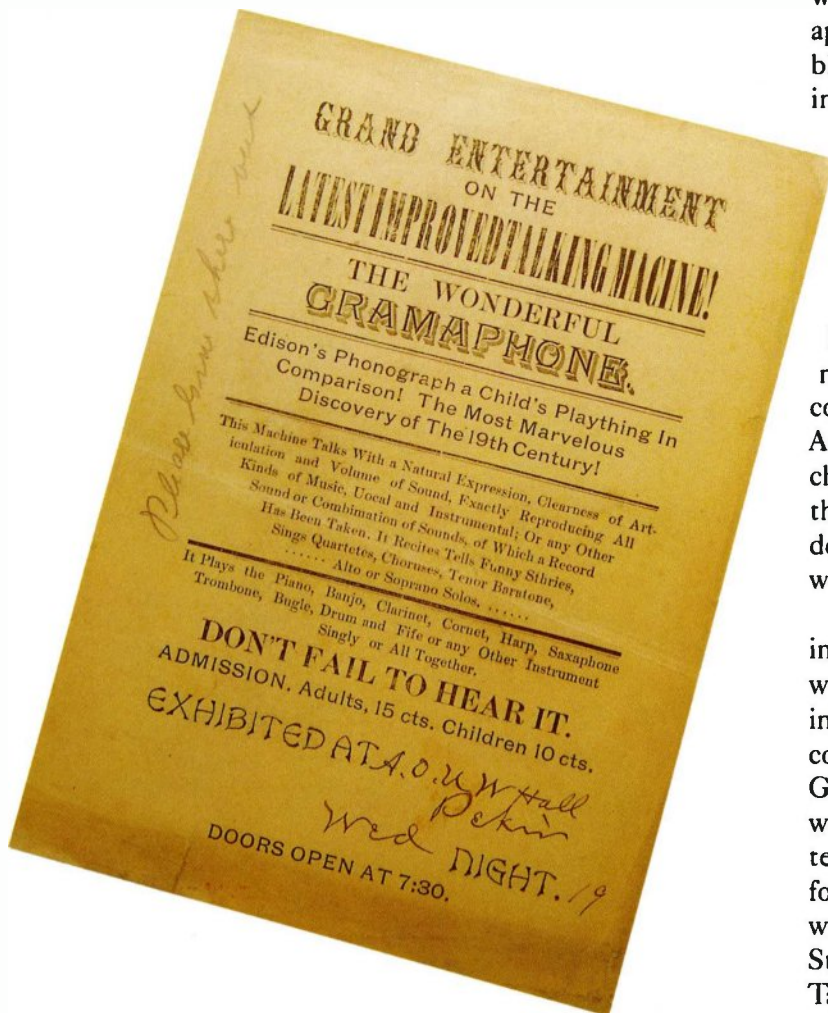 GRAND ENTERTAINMENT
ON THE
LATEST IMPROVED TALKING MACINE!
THE WONDERFUL
GRAMAPHONE.
Edison's Phonograph a Child's Plaything In
Comparison! The Most Marvelous
Discovery of The 19th Century!
This Machine Talks With a Natural Expression, Clearness of Art-
iculation and Volume of Sound, Exactly Reproducing All
Kinds of Music, Uocal and Instrumental; Or any Other
Sound or Combination of Sounds, of Which a Record
Has Been Taken. It Recites Tells Funny Sthries,
Sings Quartetes, Choruses, Tenor Baratone,
...... Alto or Soprano Solos, ......
It Plays the Piano, Banjo, Clarinet, Cornet, Harp, Saxaphone
Trombone, Bugle, Drum and Fife or any Other Instrument
Singly or All Together.
DON'T FAIL TO HEAR IT.
ADMISSION. Adults, 15 cts. Children 10 cts.
EXHIBITED AT A.O.U W Hall
Pekin
Wed NIGHT. 19
DOORS OPEN AT 7:30.
Please